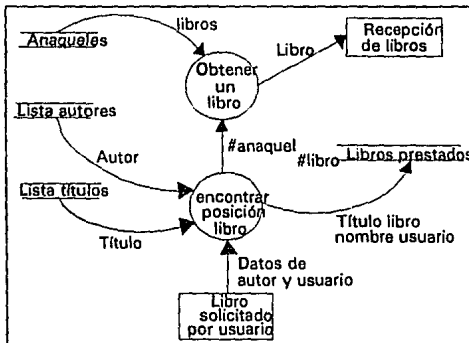 libros
Anaqueles
Recepción
de libros
Libro
Obtener
un
libro
Lista autores
#anaquel
#libro
Libros prestados
Autor
Lista títulos
encontrar
posición
libro
Título
Título libro
nombre usuario
Datos de
autor y usuario
Libro
solicitado
por usuario